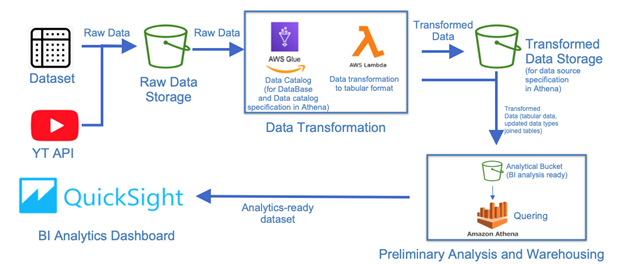 Raw Data
Raw Data
Dataset
YT API
Raw Data
Storage
AWS Glue
Data Catalog
(for DataBase
and Data catalog
specification in Athena)
AWS Lambda
Data transformation
to tabular format
Data Transformation
Transformed
Data
Transformed
Data Storage
(for data source
specification
in Athena)
Transformed
Data (tabular data,
updated data types
joined tables)
Analytical Bucket
(BI analysis ready)
Quering
Amazon Athena
Preliminary Analysis and Warehousing
Analytics-ready
dataset
QuickSight
BI Analytics Dashboard